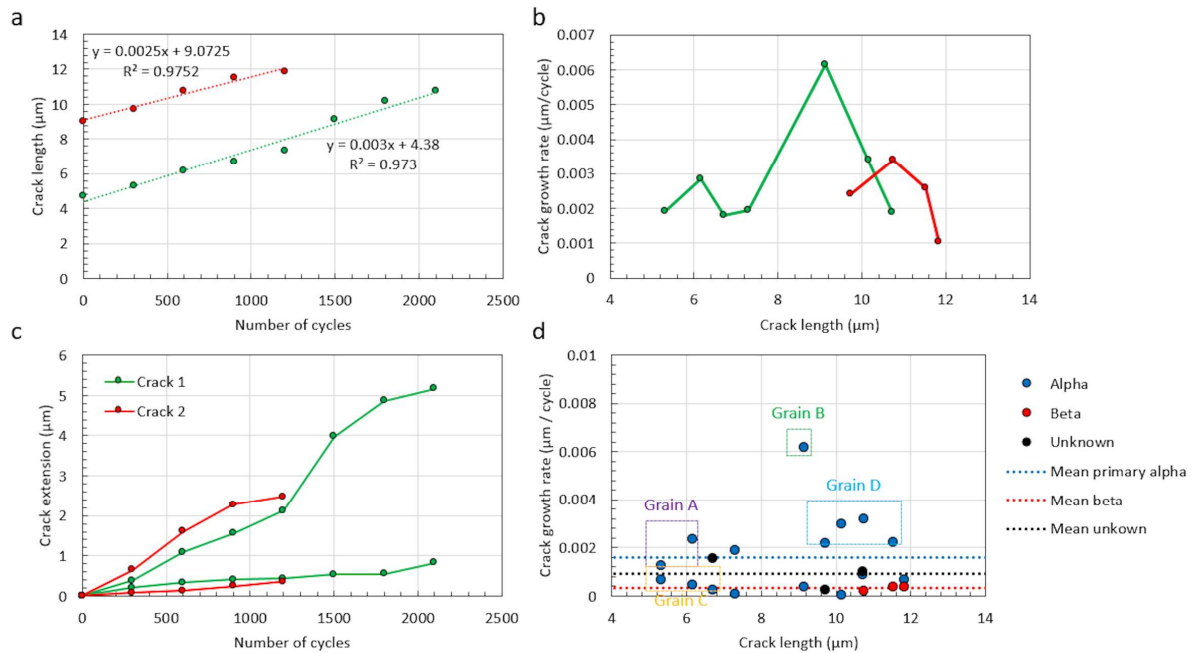 a
14
12
10
8
6
4
2
0
0
500
1000
1500
2000
2500
Crack length (µm)
Number of cycles
y = 0.0025x + 9.0725
R² = 0.9752
y = 0.003x + 4.38
R² = 0.973
b
0.007
0.006
0.005
0.004
0.003
0.002
0.001
0
4
6
8
10
12
14
Crack growth rate (µm/cycle)
Crack length (µm)
c
6
5
4
3
2
1
0
0
500
1000
1500
2000
2500
Crack extension (µm)
Number of cycles
Crack 1
Crack 2
d
0.01
0.008
0.006
0.004
0.002
0
4
6
8
10
12
14
Crack growth rate (µm / cycle)
Crack length (µm)
Grain B
Grain D
Grain A
Grain C
Alpha
Beta
Unknown
Mean primary alpha
Mean beta
Mean unkown